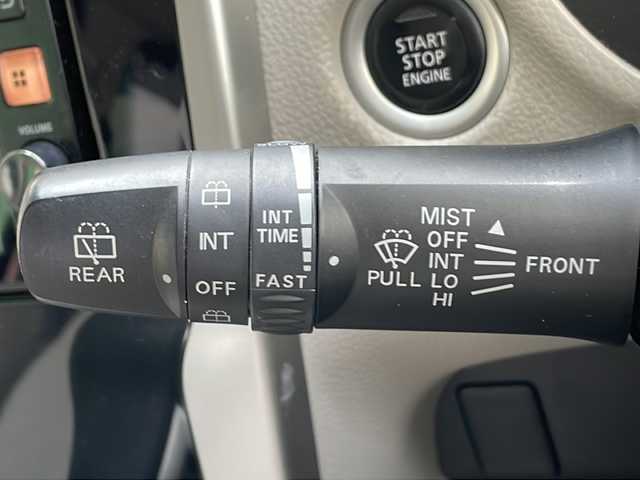 VOLUME
START
STOP
ENGINE
REAR
INT
OFF
INT
TIME
FAST
PULL
MIST
OFF
INT
LO
HI
FRONT